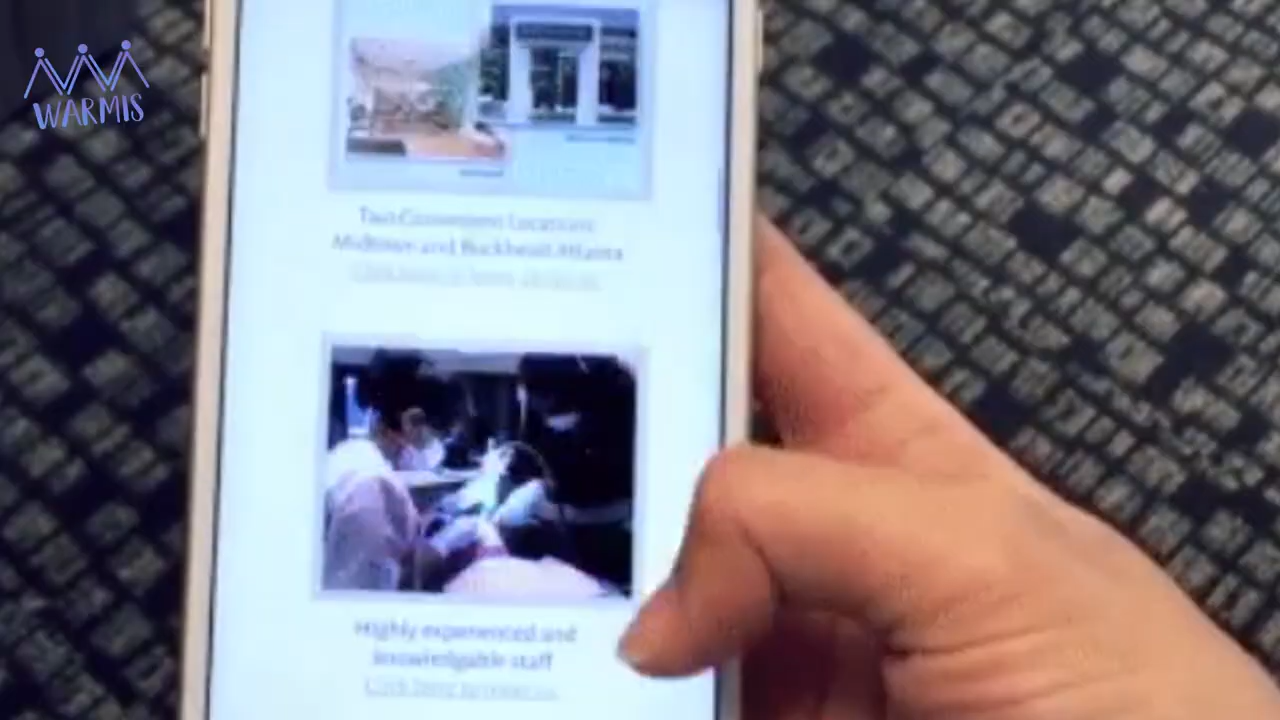 WARMIS
Two Convenient Locations
Midtown and Buckhead Atlanta
Highly experienced and
knowledgable staff